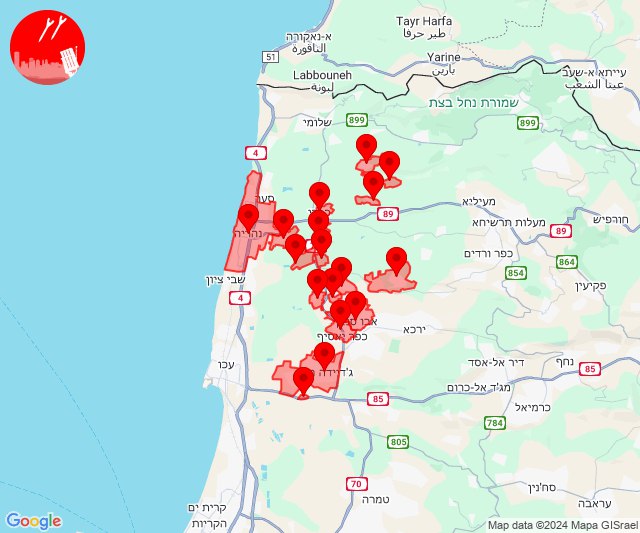 Tayr Harfa
طير حرفا
א-נאקורה
الناقورة
51
Yarine
يارين
Labbouneh
لبونة
עייתא א-שעב
عيتا الشعب
שמורת נחל בצת
שלומי
899
899
4
סער
מעיליא
89
חורפיש
מעלות תרשיחא
89
נהריה
כפר ורדים
864
שבי ציון
854
פקיעין
4
אבו סנאן
ירכא
כפר יאסיף
עכו
ג'דיידה
דיר אל-אסד
נחף
85
מג'ד אל-כרום
85
כרמיאל
784
805
70
סח'נין
טמרה
עראבה
קרית ים
הקריות
Google
Map data ©2024 Mapa GISrael